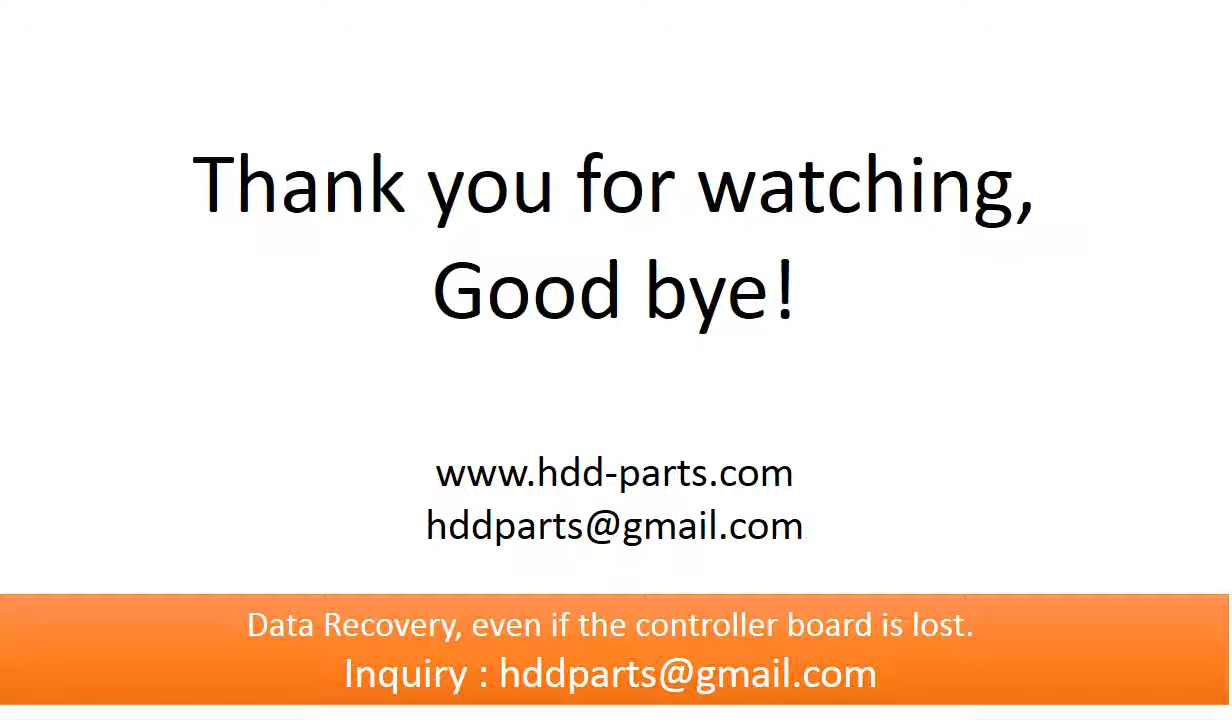 Thank you for watching,
Good bye!
www.hdd-parts.com
hddparts@gmail.com
Data Recovery, even if the controller board is lost.
Inquiry : hddparts@gmail.com